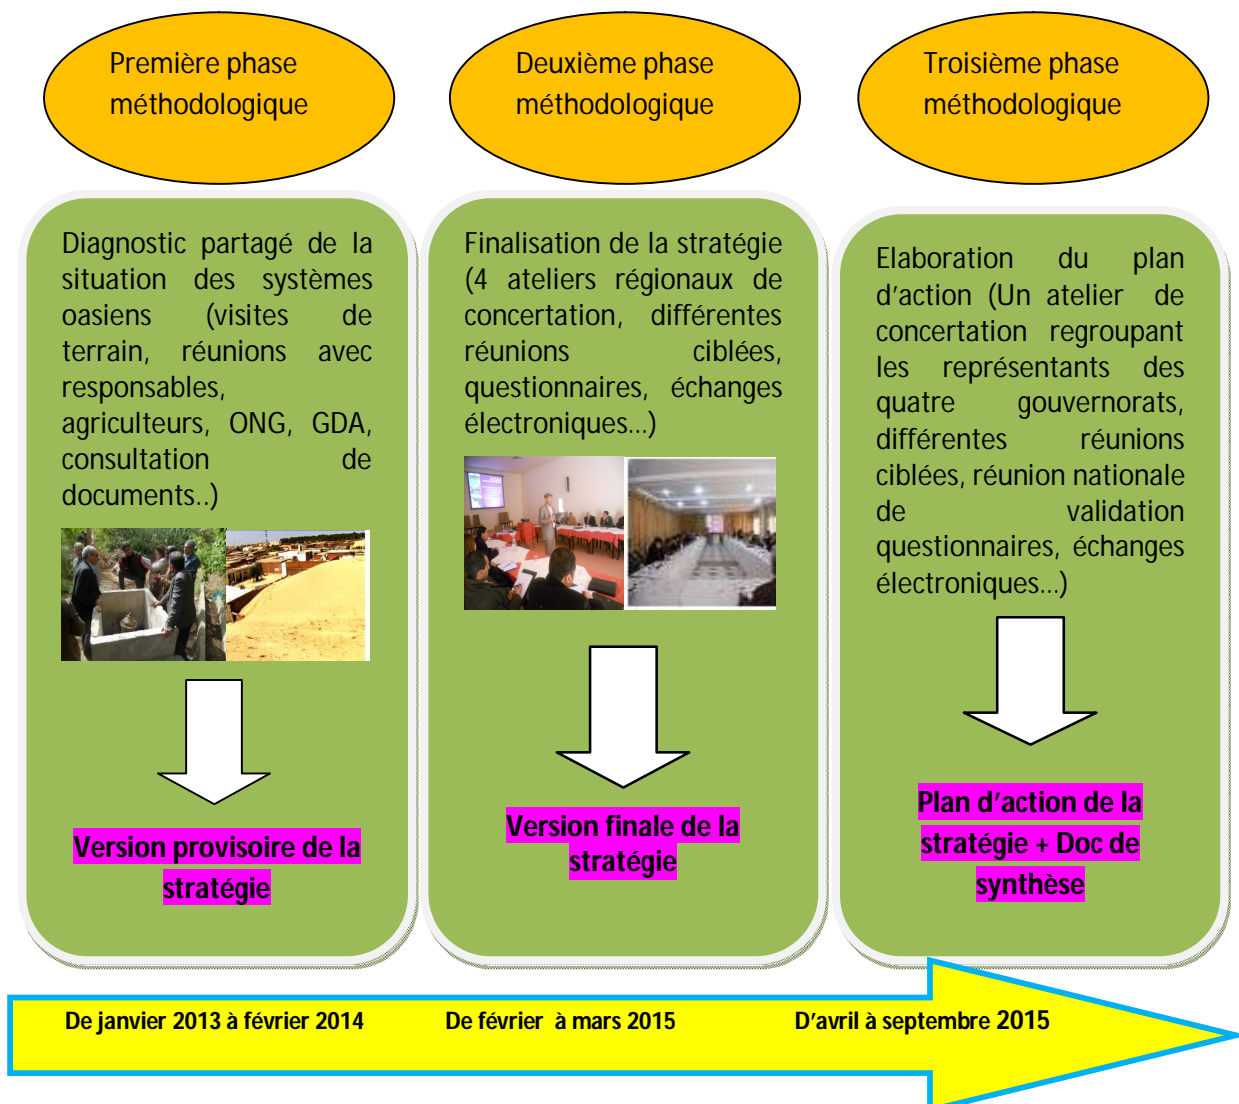 Première phase
méthodologique
Deuxième phase
méthodologique
Troisième phase
méthodologique
Diagnostic partagé de la
situation des systèmes
oasiens (visites de
terrain, réunions avec
responsables,
agriculteurs, ONG, GDA,
consultation de
documents..)
Version provisoire de la
stratégie
Finalisation de la stratégie
(4 ateliers régionaux de
concertation, différentes
réunions ciblées,
questionnaires, échanges
électroniques...)
Version finale de la
stratégie
Elaboration du plan
d’action (Un atelier de
concertation regroupant
les représentants des
quatre gouvernorats,
différentes réunions
ciblées, réunion nationale
de validation
questionnaires, échanges
électroniques...)
Plan d’action de la
stratégie + Doc de
synthèse
De janvier 2013 à février 2014
De février à mars 2015
D’avril à septembre 2015